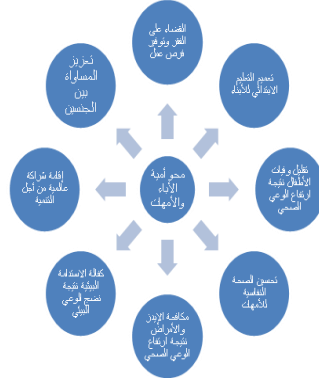 القضاء على
الفقر وتوفير
فرص عمل
تعميم التعليم
الابتدائي للأبناء
تقليل وفيات
الأطفال نتيجة
ارتفاع الوعي
الصحي
تحسين الصحة
النفاسية
للأمهات
مكافحة الإيدز
والأمراض
نتيجة ارتفاع
الوعي الصحي
كفالة الاستدامة
البيئية نتيجة
نضج الوعي
البيئي
إقامة شراكة
عالمية من أجل
التنمية
تعزيز
المساواة
بين
الجنسين
محو أمية
الآباء
والأمهات